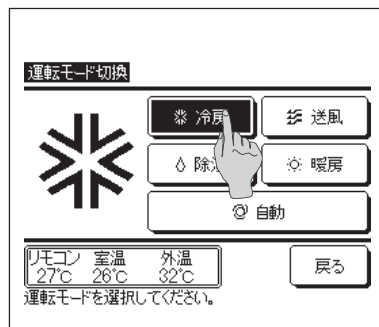 運転モード切換
冷房 送風
除 暖房
自動
リモコン 室温 外温
27℃ 26℃ 32℃
戻る
運転モードを選択してください。